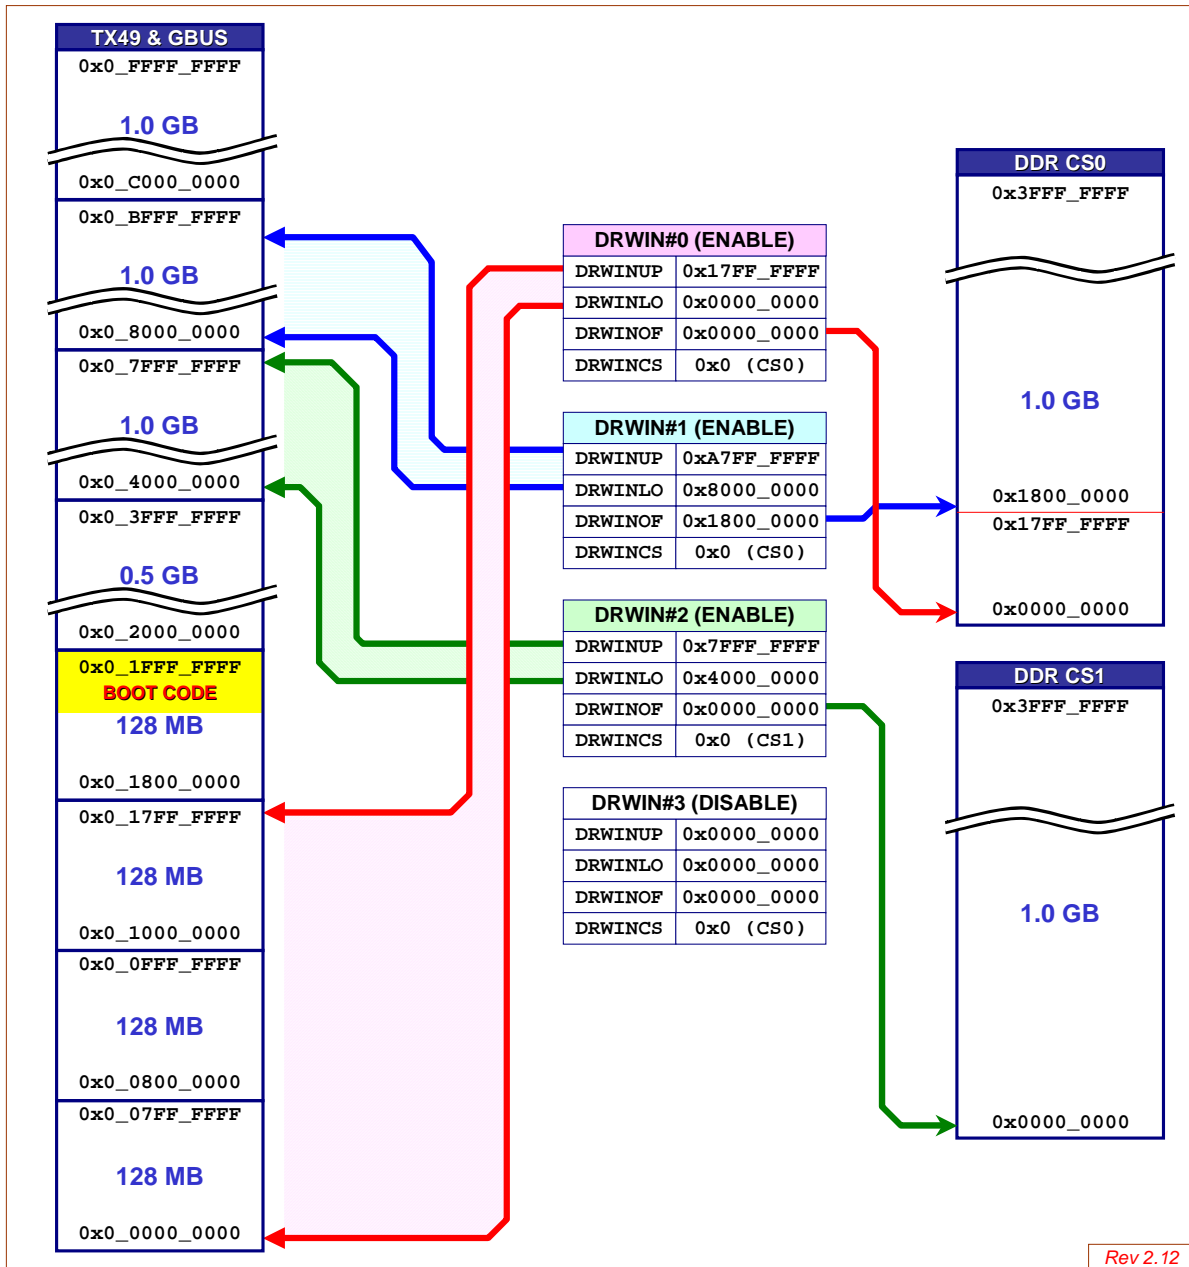 TX49 & GBUS
0x0_FFFF_FFFF
1.0 GB
0x0_C000_0000
0x0_BFFF_FFFF
1.0 GB
0x0_8000_0000
0x0_7FFF_FFFF
1.0 GB
0x0_4000_0000
0x0_3FFF_FFFF
0.5 GB
0x0_2000_0000
0x0_1FFF_FFFF
BOOT CODE
128 MB
0x0_1800_0000
0x0_17FF_FFFF
128 MB
0x0_1000_0000
0x0_0FFF_FFFF
128 MB
0x0_0800_0000
0x0_07FF_FFFF
128 MB
0x0_0000_0000
DRWIN#0 (ENABLE)
DRWINUP 0x17FF_FFFF
DRWINLO 0x0000_0000
DRWINOF 0x0000_0000
DRWINCS 0x0 (CS0)
DRWIN#1 (ENABLE)
DRWINUP 0xA7FF_FFFF
DRWINLO 0x8000_0000
DRWINOF 0x1800_0000
DRWINCS 0x0 (CS0)
DRWIN#2 (ENABLE)
DRWINUP 0x7FFF_FFFF
DRWINLO 0x4000_0000
DRWINOF 0x0000_0000
DRWINCS 0x0 (CS1)
DRWIN#3 (DISABLE)
DRWINUP 0x0000_0000
DRWINLO 0x0000_0000
DRWINOF 0x0000_0000
DRWINCS 0x0 (CS0)
DDR CS0
0x3FFF_FFFF
1.0 GB
0x1800_0000
0x17FF_FFFF
0x0000_0000
DDR CS1
0x3FFF_FFFF
1.0 GB
0x0000_0000
Rev 2.12